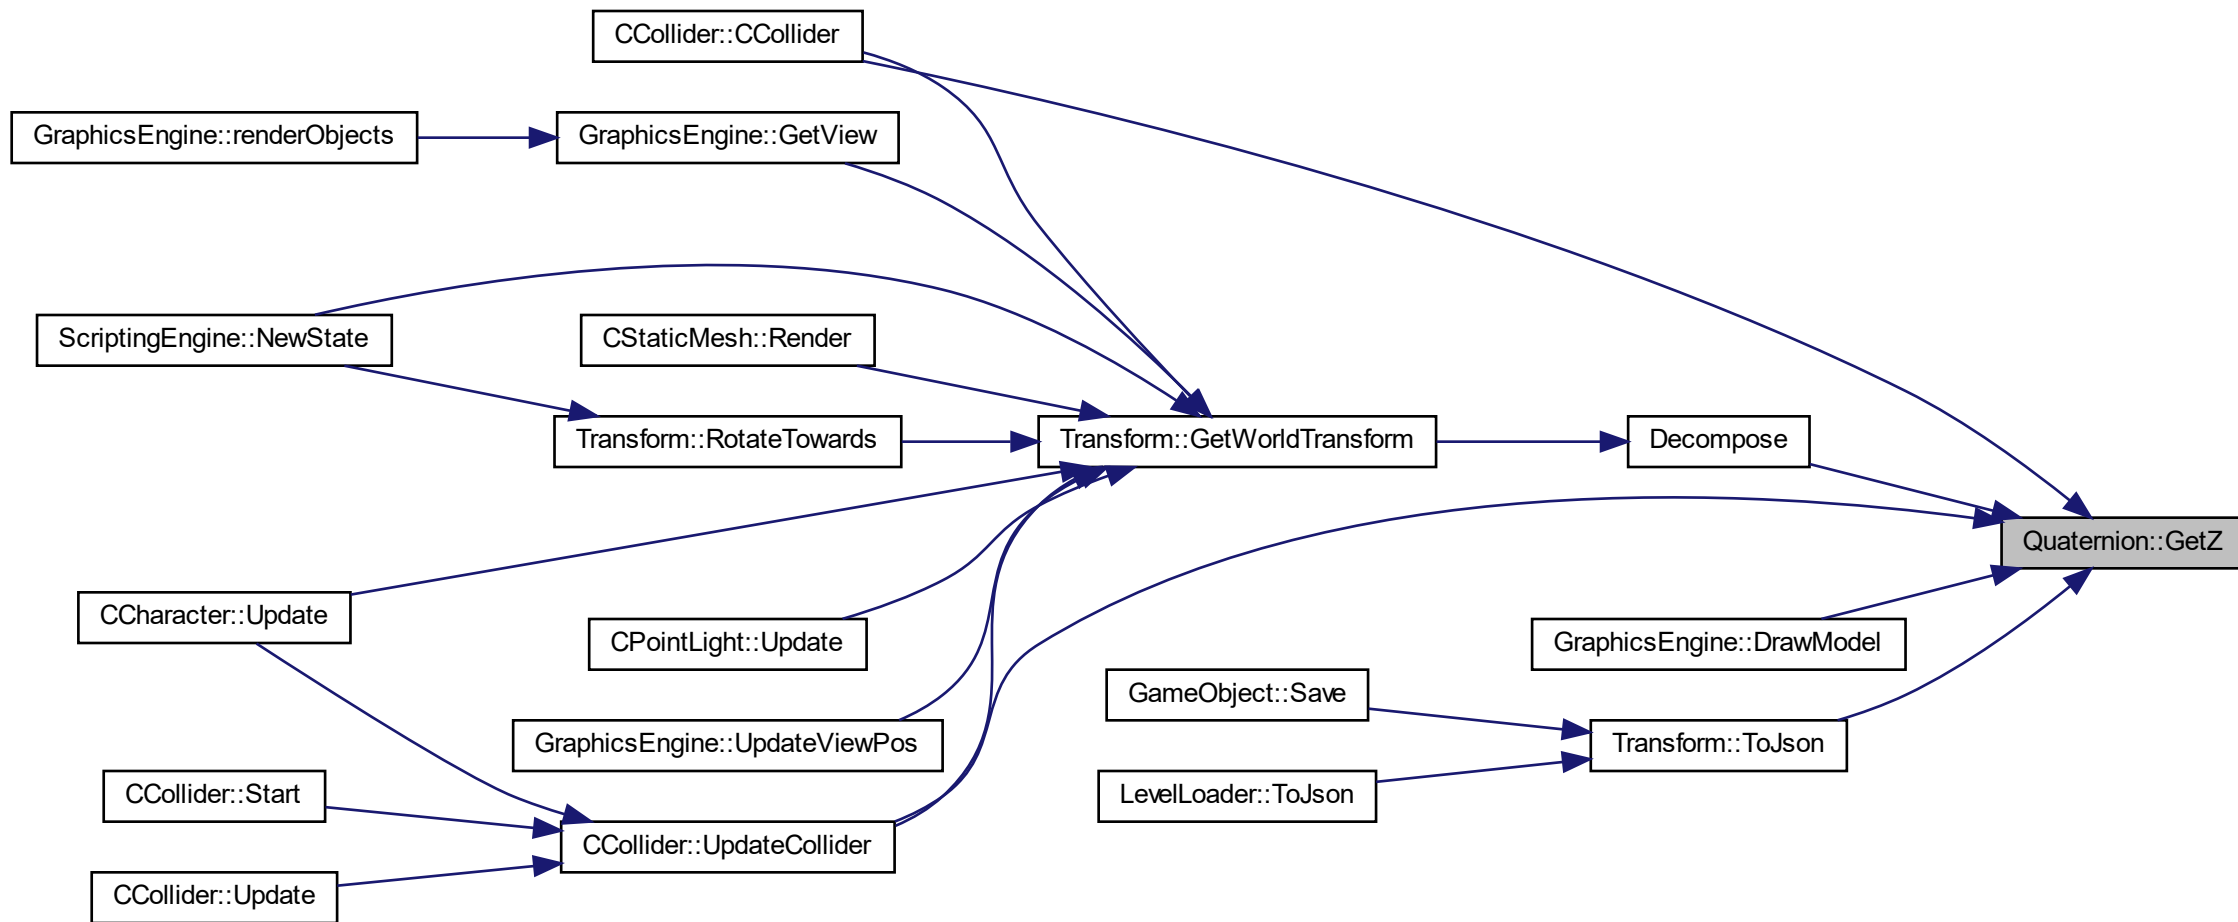 CCollider::CCollider
GraphicsEngine::renderObjects
GraphicsEngine::GetView
ScriptingEngine::NewState
CStaticMesh::Render
Transform::RotateTowards
Transform::GetWorldTransform
Decompose
Quaternion::GetZ
CCharacter::Update
CPointLight::Update
GraphicsEngine::DrawModel
GameObject::Save
GraphicsEngine::UpdateViewPos
Transform::ToJson
CCollider::Start
LevelLoader::ToJson
CCollider::UpdateCollider
CCollider::Update